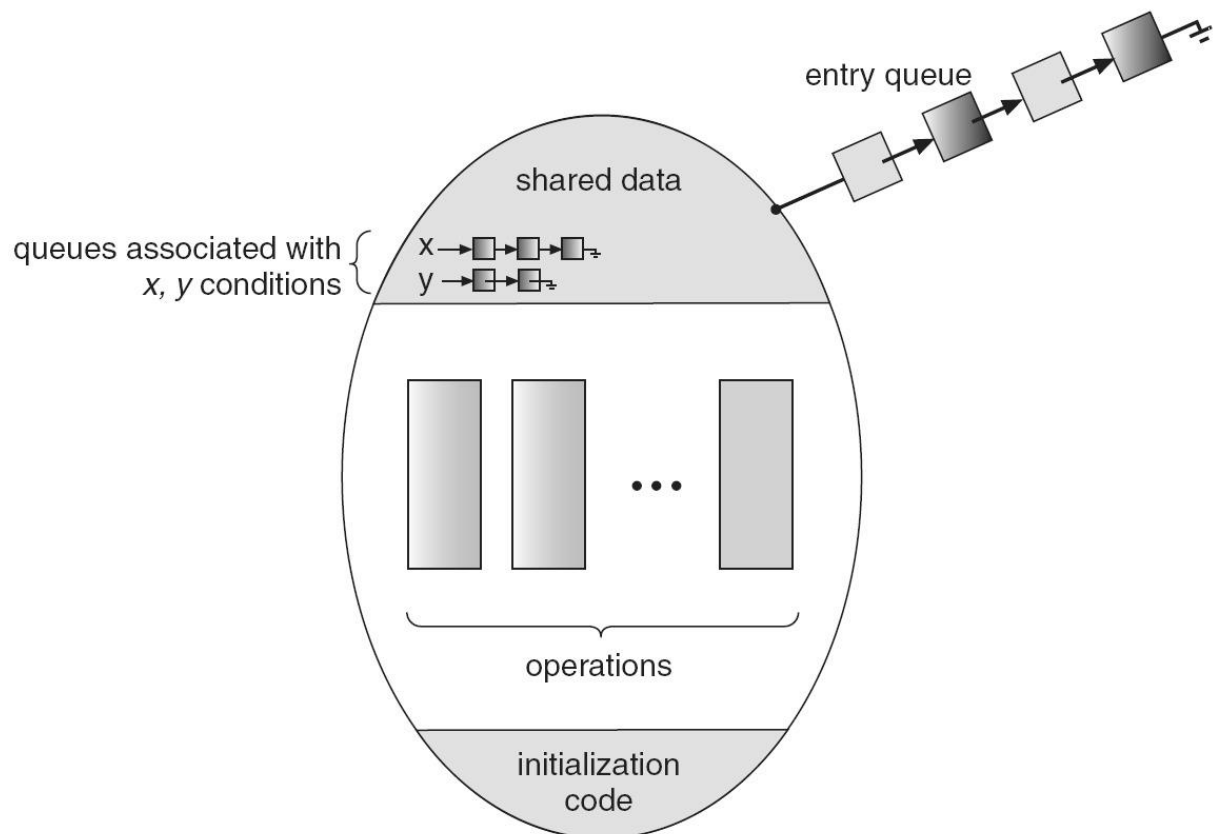 entry queue
shared data
queues associated with
x, y conditions
x
y
...
operations
initialization
code